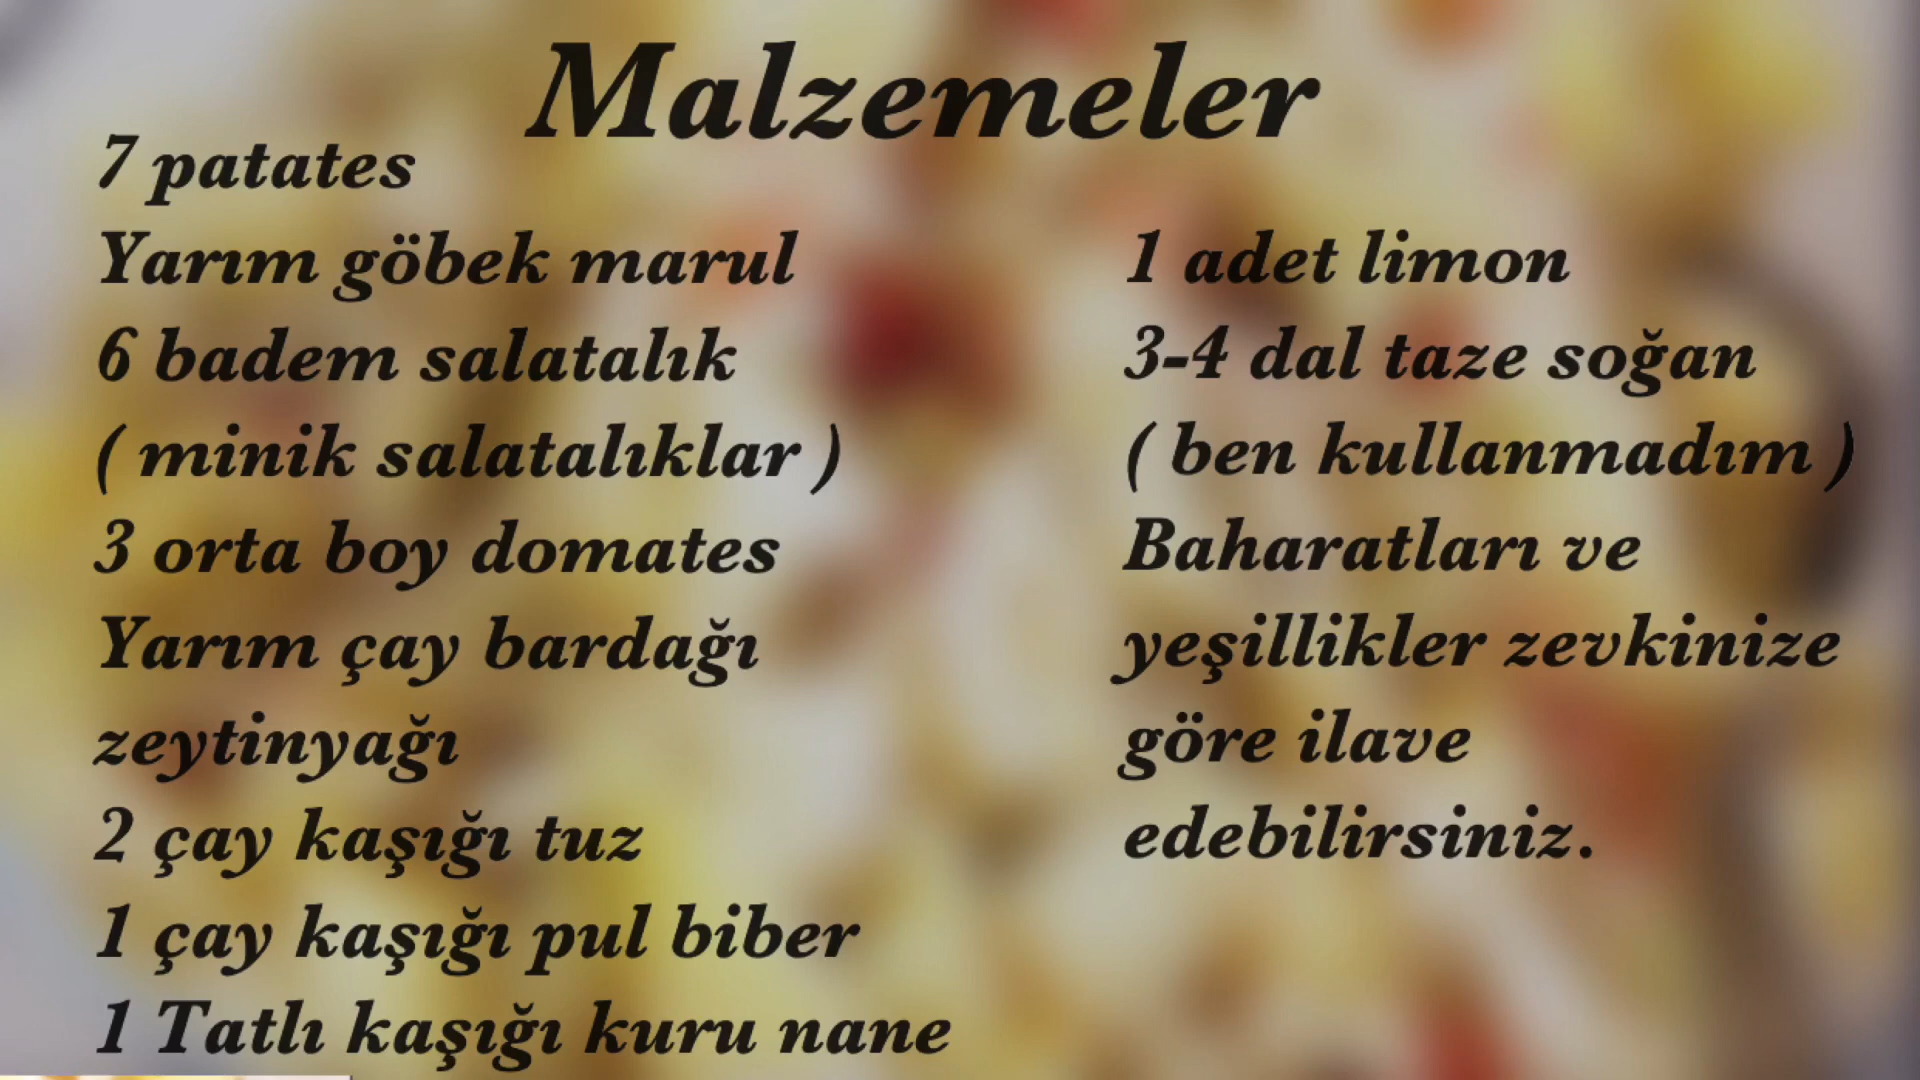 Malzemeler
7 patates
Yarım göbek marul
6 badem salatalık
( minik salatalıklar )
3 orta boy domates
Yarım çay bardağı
zeytinyağı
2 çay kaşığı tuz
1 çay kaşığı pul biber
1 Tatlı kaşığı kuru nane
1 adet limon
3-4 dal taze soğan
( ben kullanmadım )
Baharatları ve
yeşillikler zevkinize
göre ilave
edebilirsiniz.